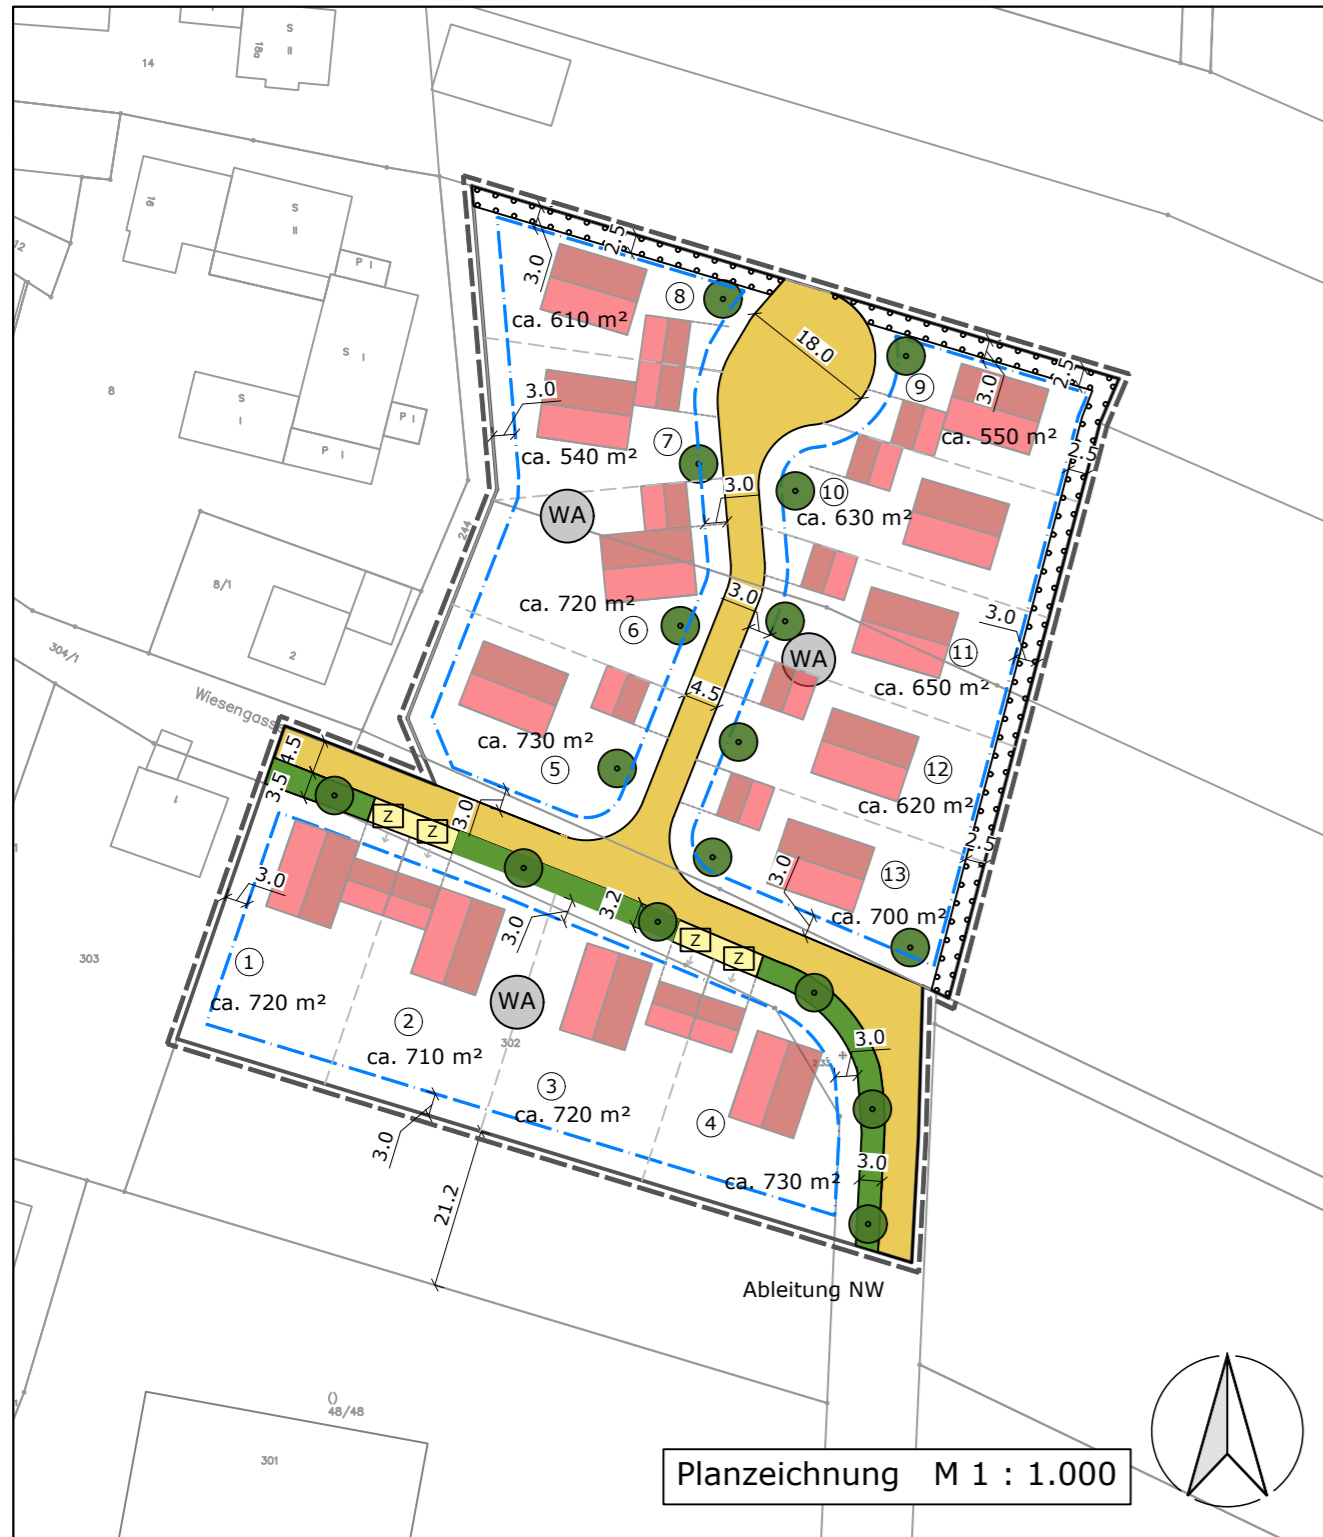 S
II
18a
14
16
S
II
P I
12
S I
8
S
I
P I
P I
244
8/1
2
304/1
Wiesengass
1
303
2.5
3.0
8
ca. 610 m²
18.0
9
3.0
2.5
3.0
ca. 550 m²
7
ca. 540 m²
2.5
WA
3.0
10
ca. 630 m²
3.0
ca. 720 m²
6
3.0
WA
11
ca. 650 m²
4.5
ca. 730 m²
5
12
ca. 620 m²
4.5
3.5
3.0
Z
Z
2.5
3.0
13
ca. 700 m²
3.0
3.2
3.0
Z
Z
1
ca. 720 m²
WA
302
2
ca. 710 m²
3.0
3
ca. 720 m²
4
3.0
3.0
ca. 730 m²
21.2
Ableitung NW
()
48/48
301
Planzeichnung M 1 : 1.000